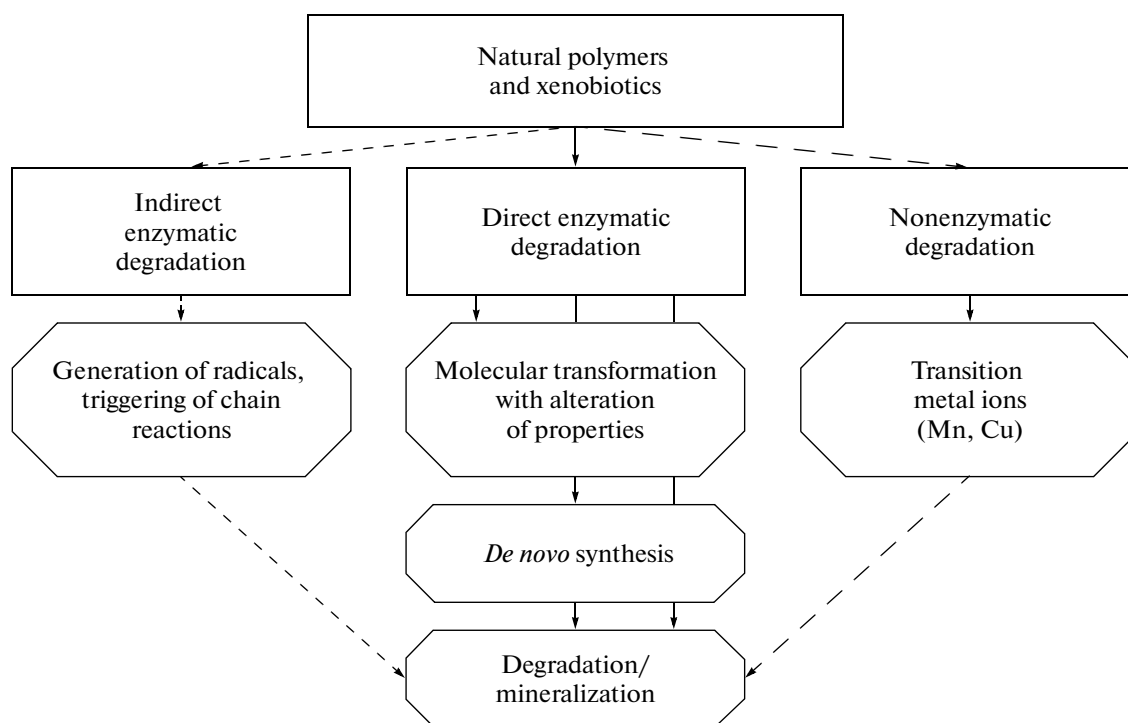 Natural polymers
and xenobiotics
Indirect
enzymatic
degradation
Direct enzymatic
degradation
Nonenzymatic
degradation
Generation of radicals,
triggering of chain
reactions
Molecular transformation
with alteration
of properties
Transition
metal ions
(Mn, Cu)
De novo synthesis
Degradation/
mineralization